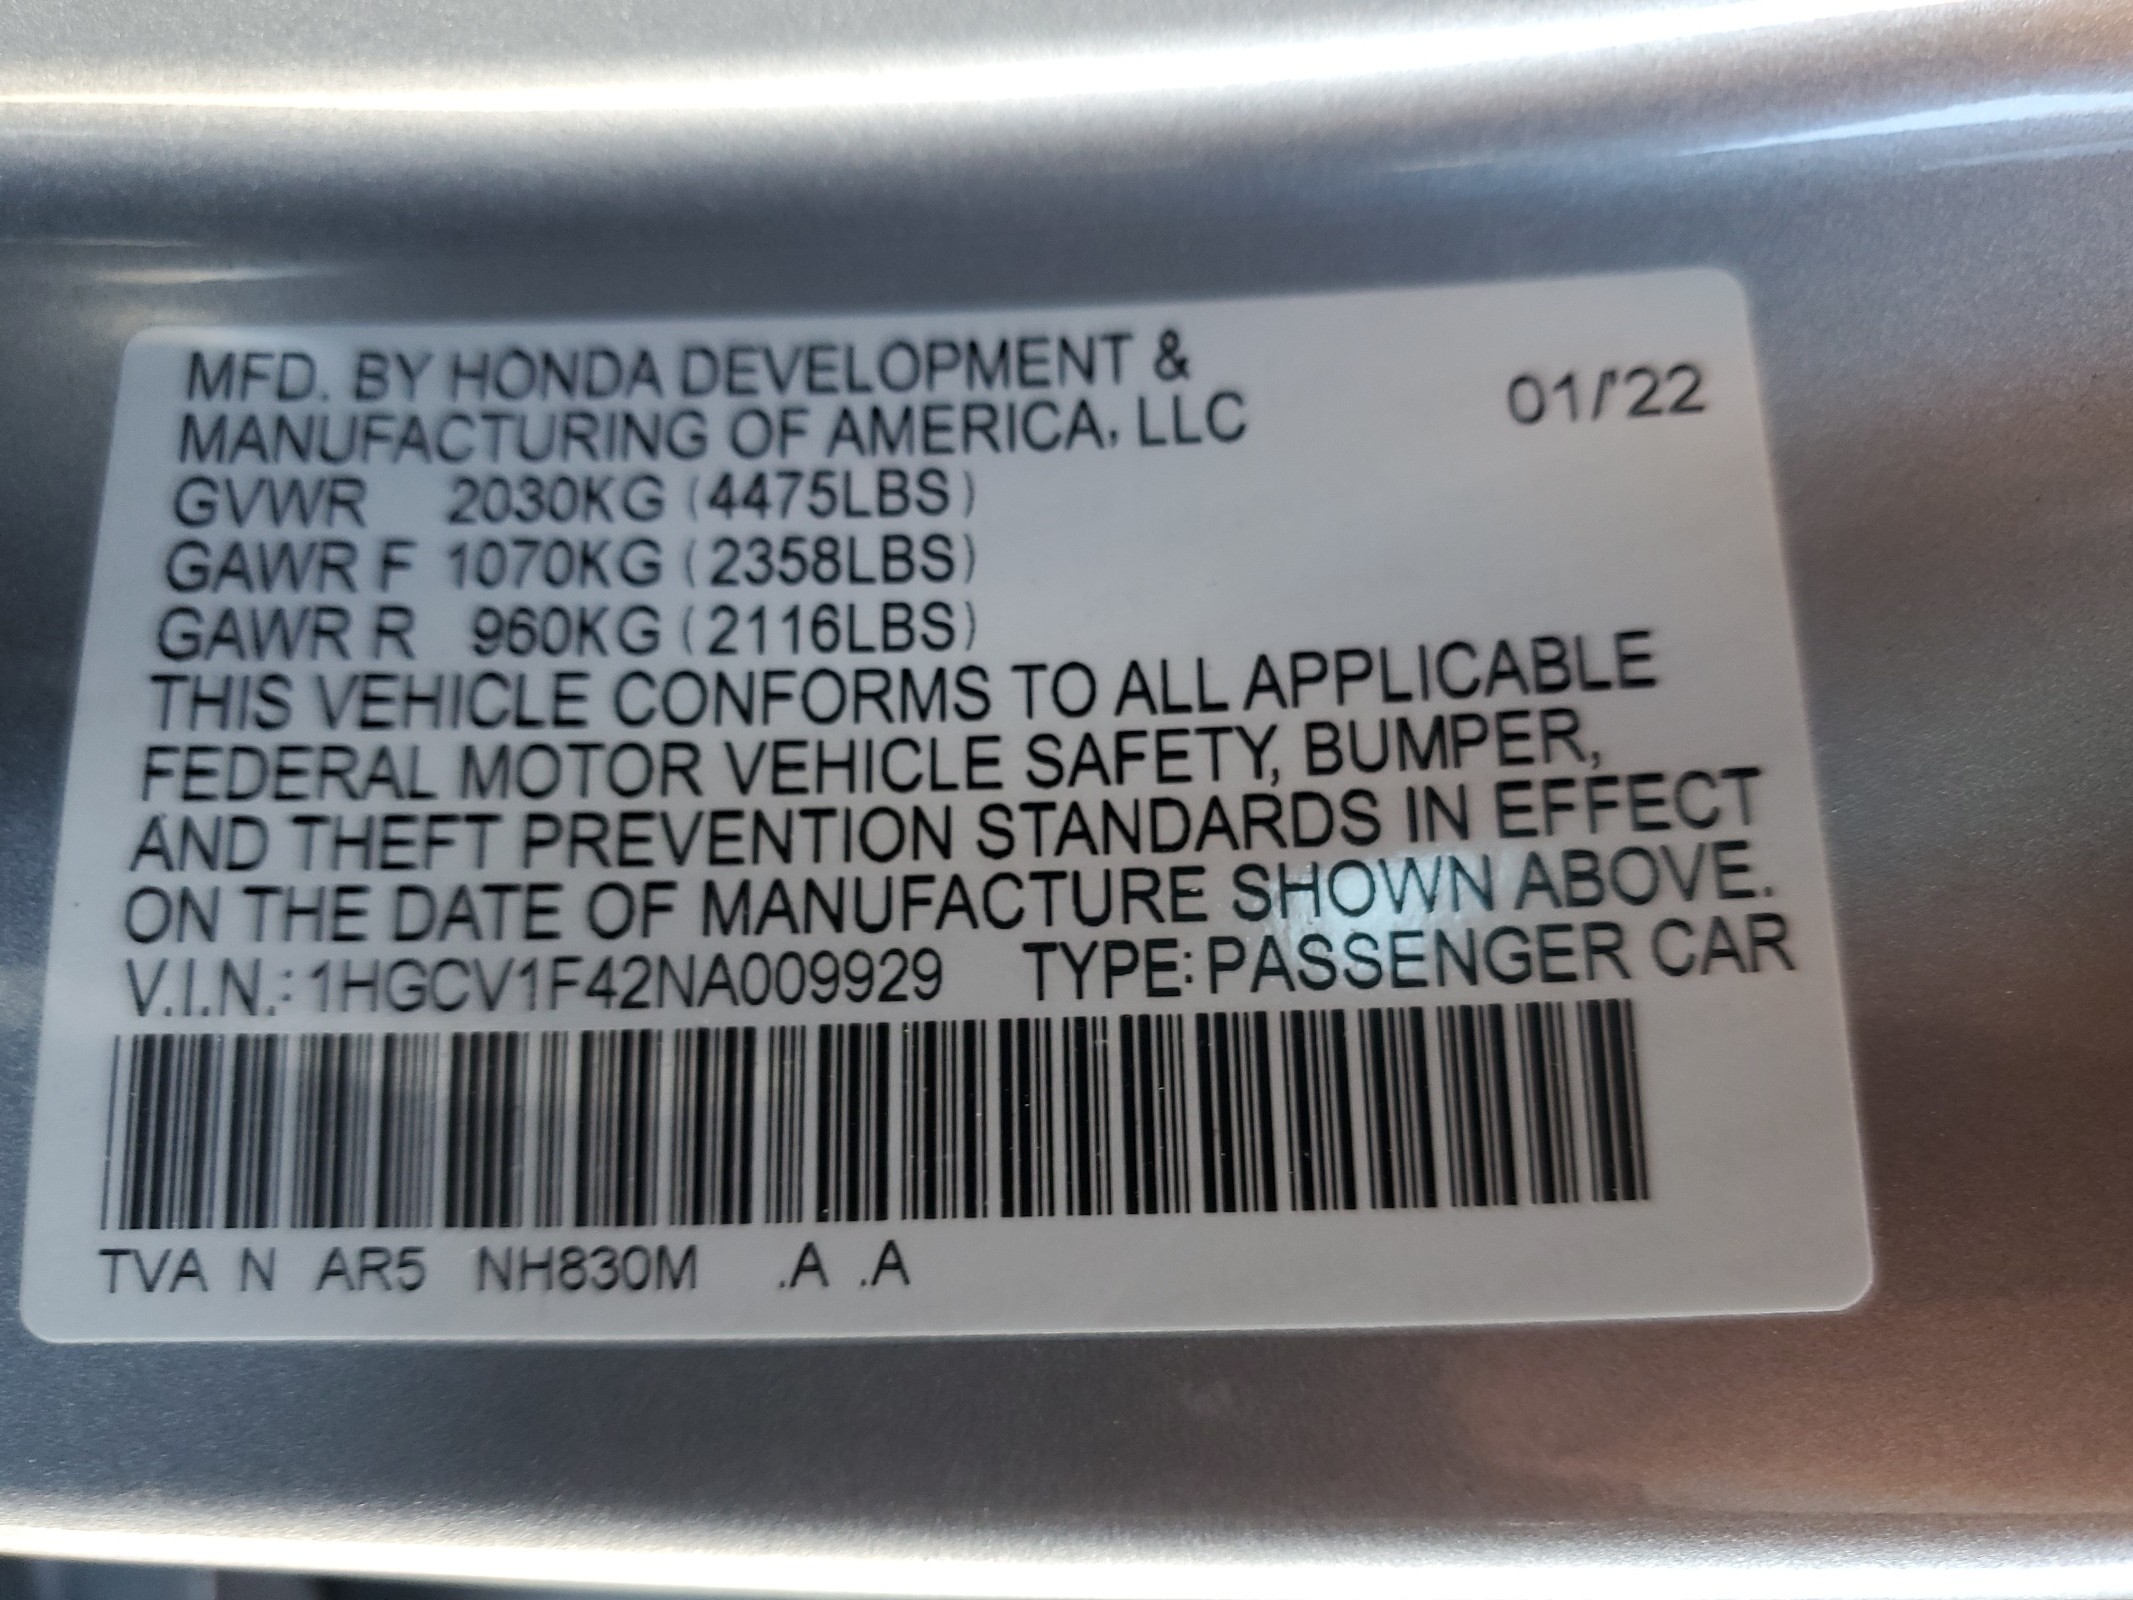 MFD. BY HONDA DEVELOPMENT &
MANUFACTURING OF AMERICA, LLC
01/'22
GVWR 2030KG (4475LBS)
GAWR F 1070KG (2358LBS)
GAWR R 960KG (2116LBS)
THIS VEHICLE CONFORMS TO ALL APPLICABLE
FEDERAL MOTOR VEHICLE SAFETY, BUMPER,
AND THEFT PREVENTION STANDARDS IN EFFECT
ON THE DATE OF MANUFACTURE SHOWN ABOVE.
V.I.N.: 1HGCV1F42NA009929 TYPE: PASSENGER CAR
TVA N AR5 NH830M .A .A